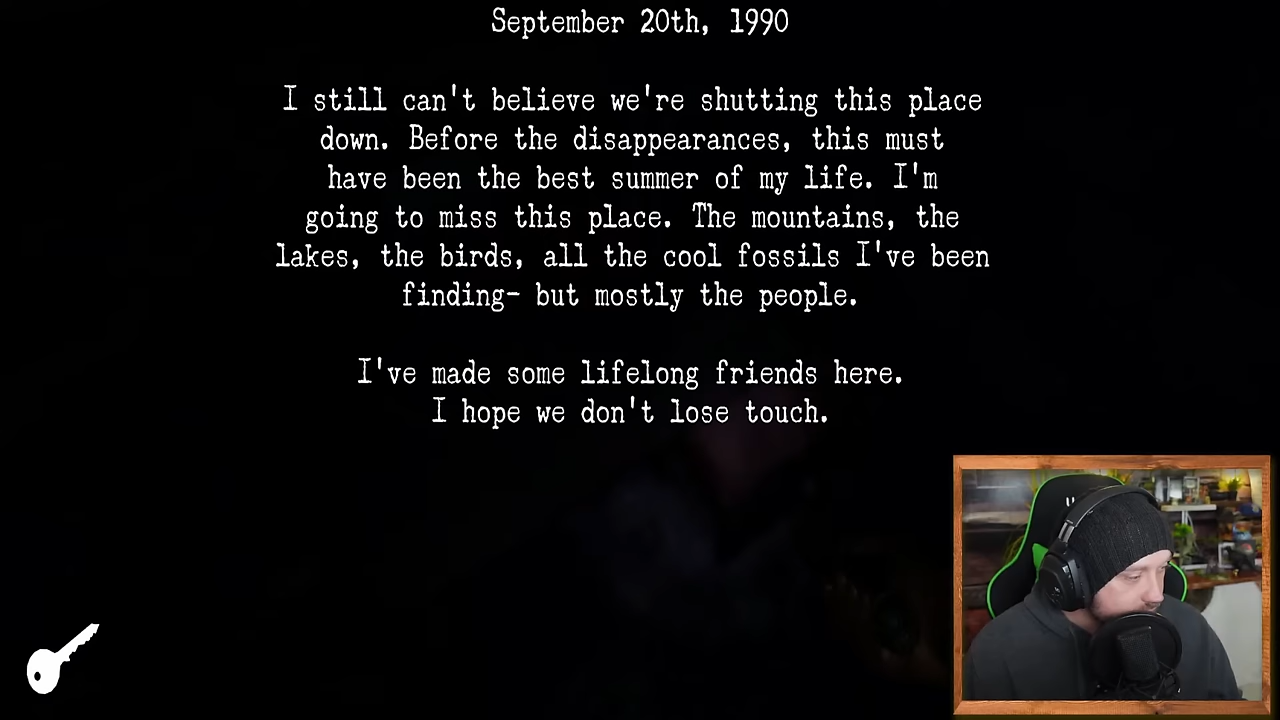 September 20th, 1990
I still can't believe we're shutting this place
down. Before the disappearances, this must
have been the best summer of my life. I'm
going to miss this place. The mountains, the
lakes, the birds, all the cool fossils I've been
finding- but mostly the people.
I've made some lifelong friends here.
I hope we don't lose touch.